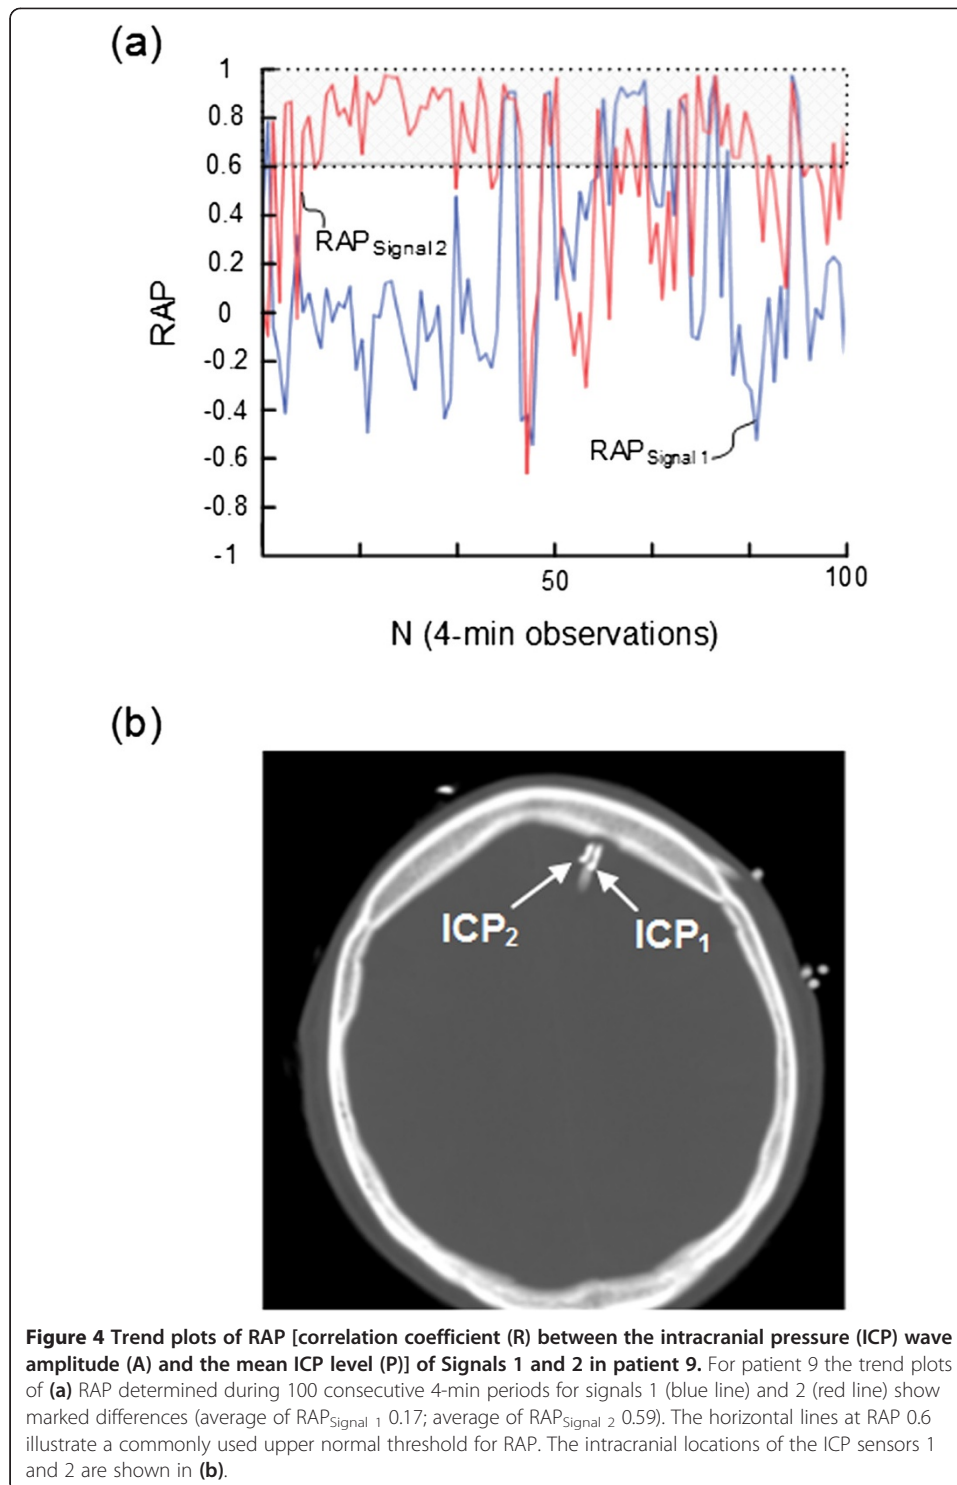 (a)
1
0.8
0.6
0.4
0.2
0
-0.2
-0.4
-0.6
-0.8
-1
RAP
RAP Signal 2
RAP Signal 1
50
100
N (4-min observations)
(b)
ICP2
ICP1
Figure 4 Trend plots of RAP [correlation coefficient (R) between the intracranial pressure (ICP) wave
amplitude (A) and the mean ICP level (P)] of Signals 1 and 2 in patient 9. For patient 9 the trend plots
of (a) RAP determined during 100 consecutive 4-min periods for signals 1 (blue line) and 2 (red line) show
marked differences (average of RAPSignal 1 0.17; average of RAPSignal 2 0.59). The horizontal lines at RAP 0.6
illustrate a commonly used upper normal threshold for RAP. The intracranial locations of the ICP sensors 1
and 2 are shown in (b).